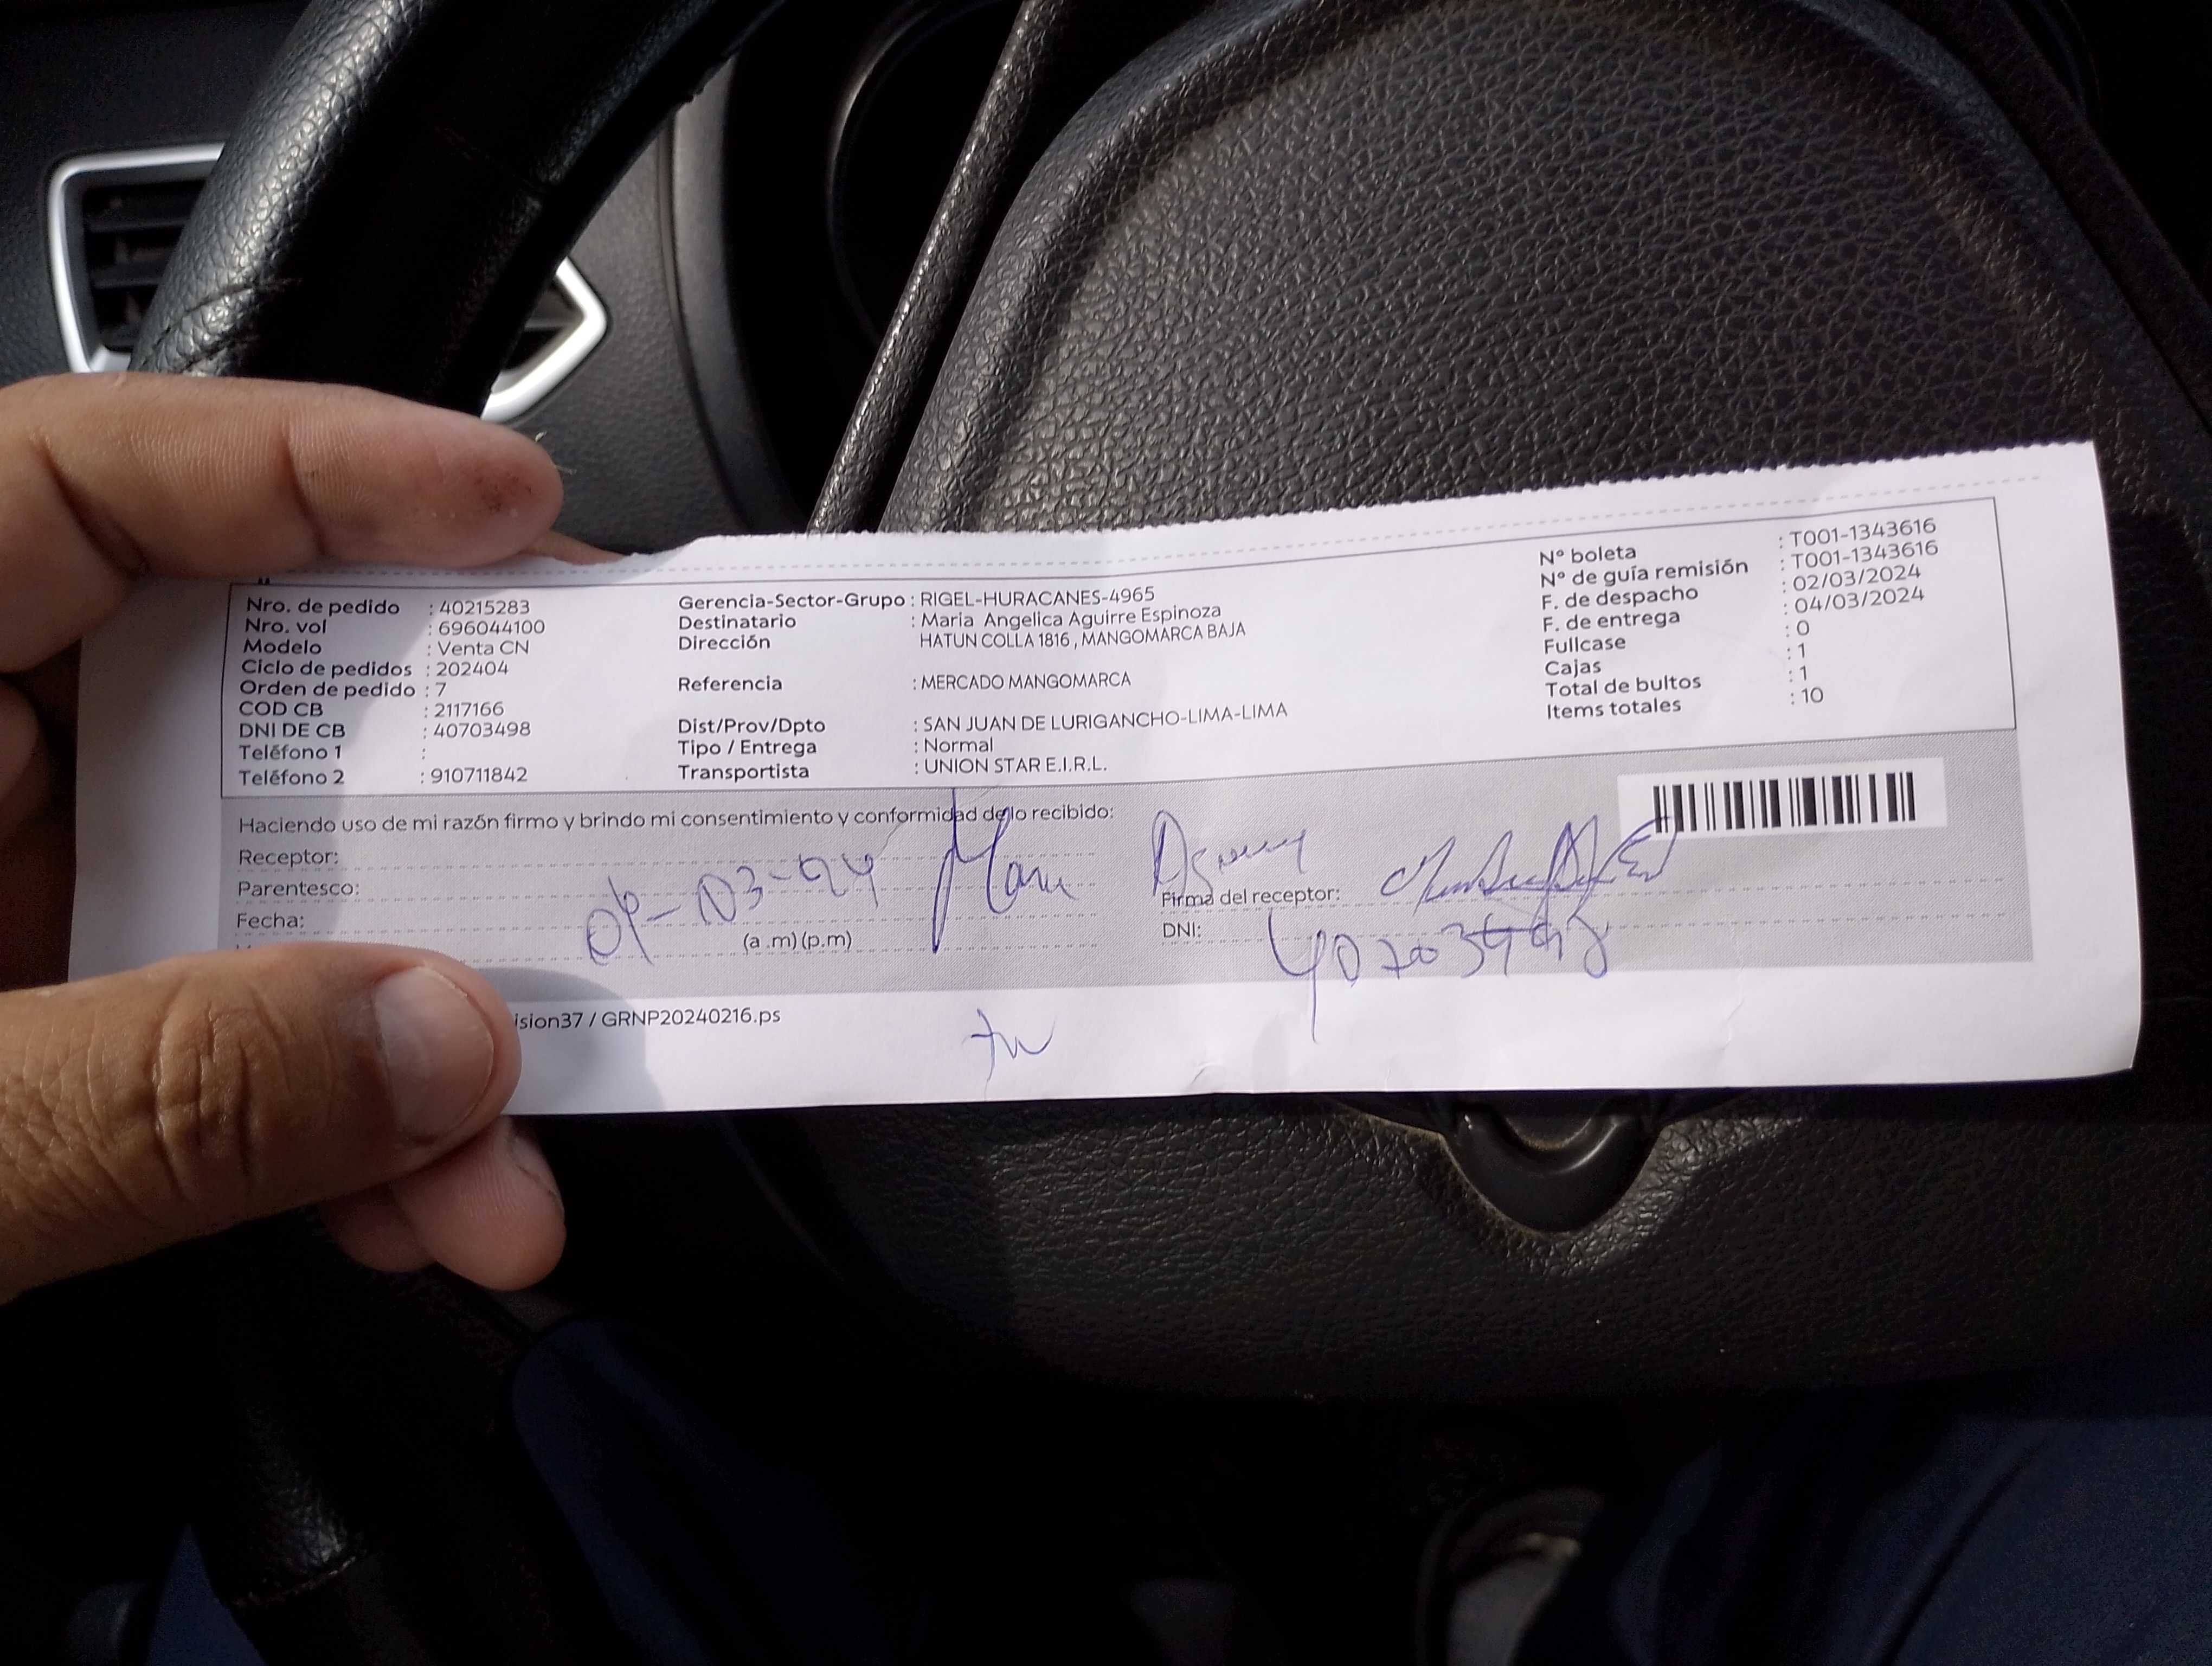 Nro. de pedido : 40215283
Nro. vol : 696044100
Modelo : Venta CN
Ciclo de pedidos : 202404
Orden de pedido : 7
COD CB : 2117166
DNI DE CB : 40703498
Teléfono 1 :
Teléfono 2 : 910711842
Gerencia-Sector-Grupo : RIGEL-HURACANES-4965
Destinatario : Maria Angelica Aguirre Espinoza
Dirección HATUN COLLA 1816 , MANGOMARCA BAJA
Referencia : MERCADO MANGOMARCA
Dist/Prov/Dpto : SAN JUAN DE LURIGANCHO-LIMA-LIMA
Tipo / Entrega : Normal
Transportista : UNION STAR E.I.R.L.
N° boleta : T001-1343616
N° de guía remisión : T001-1343616
F. de despacho : 02/03/2024
F. de entrega : 04/03/2024
Fullcase : 0
Cajas : 1
Total de bultos : 1
Items totales : 10
Haciendo uso de mi razón firmo y brindo mi consentimiento y conformidad de lo recibido:
Receptor:
Parentesco:
Fecha:
(a .m) (p.m)
Firma del receptor:
DNI: 40703498
ision37 / GRNP20240216.ps